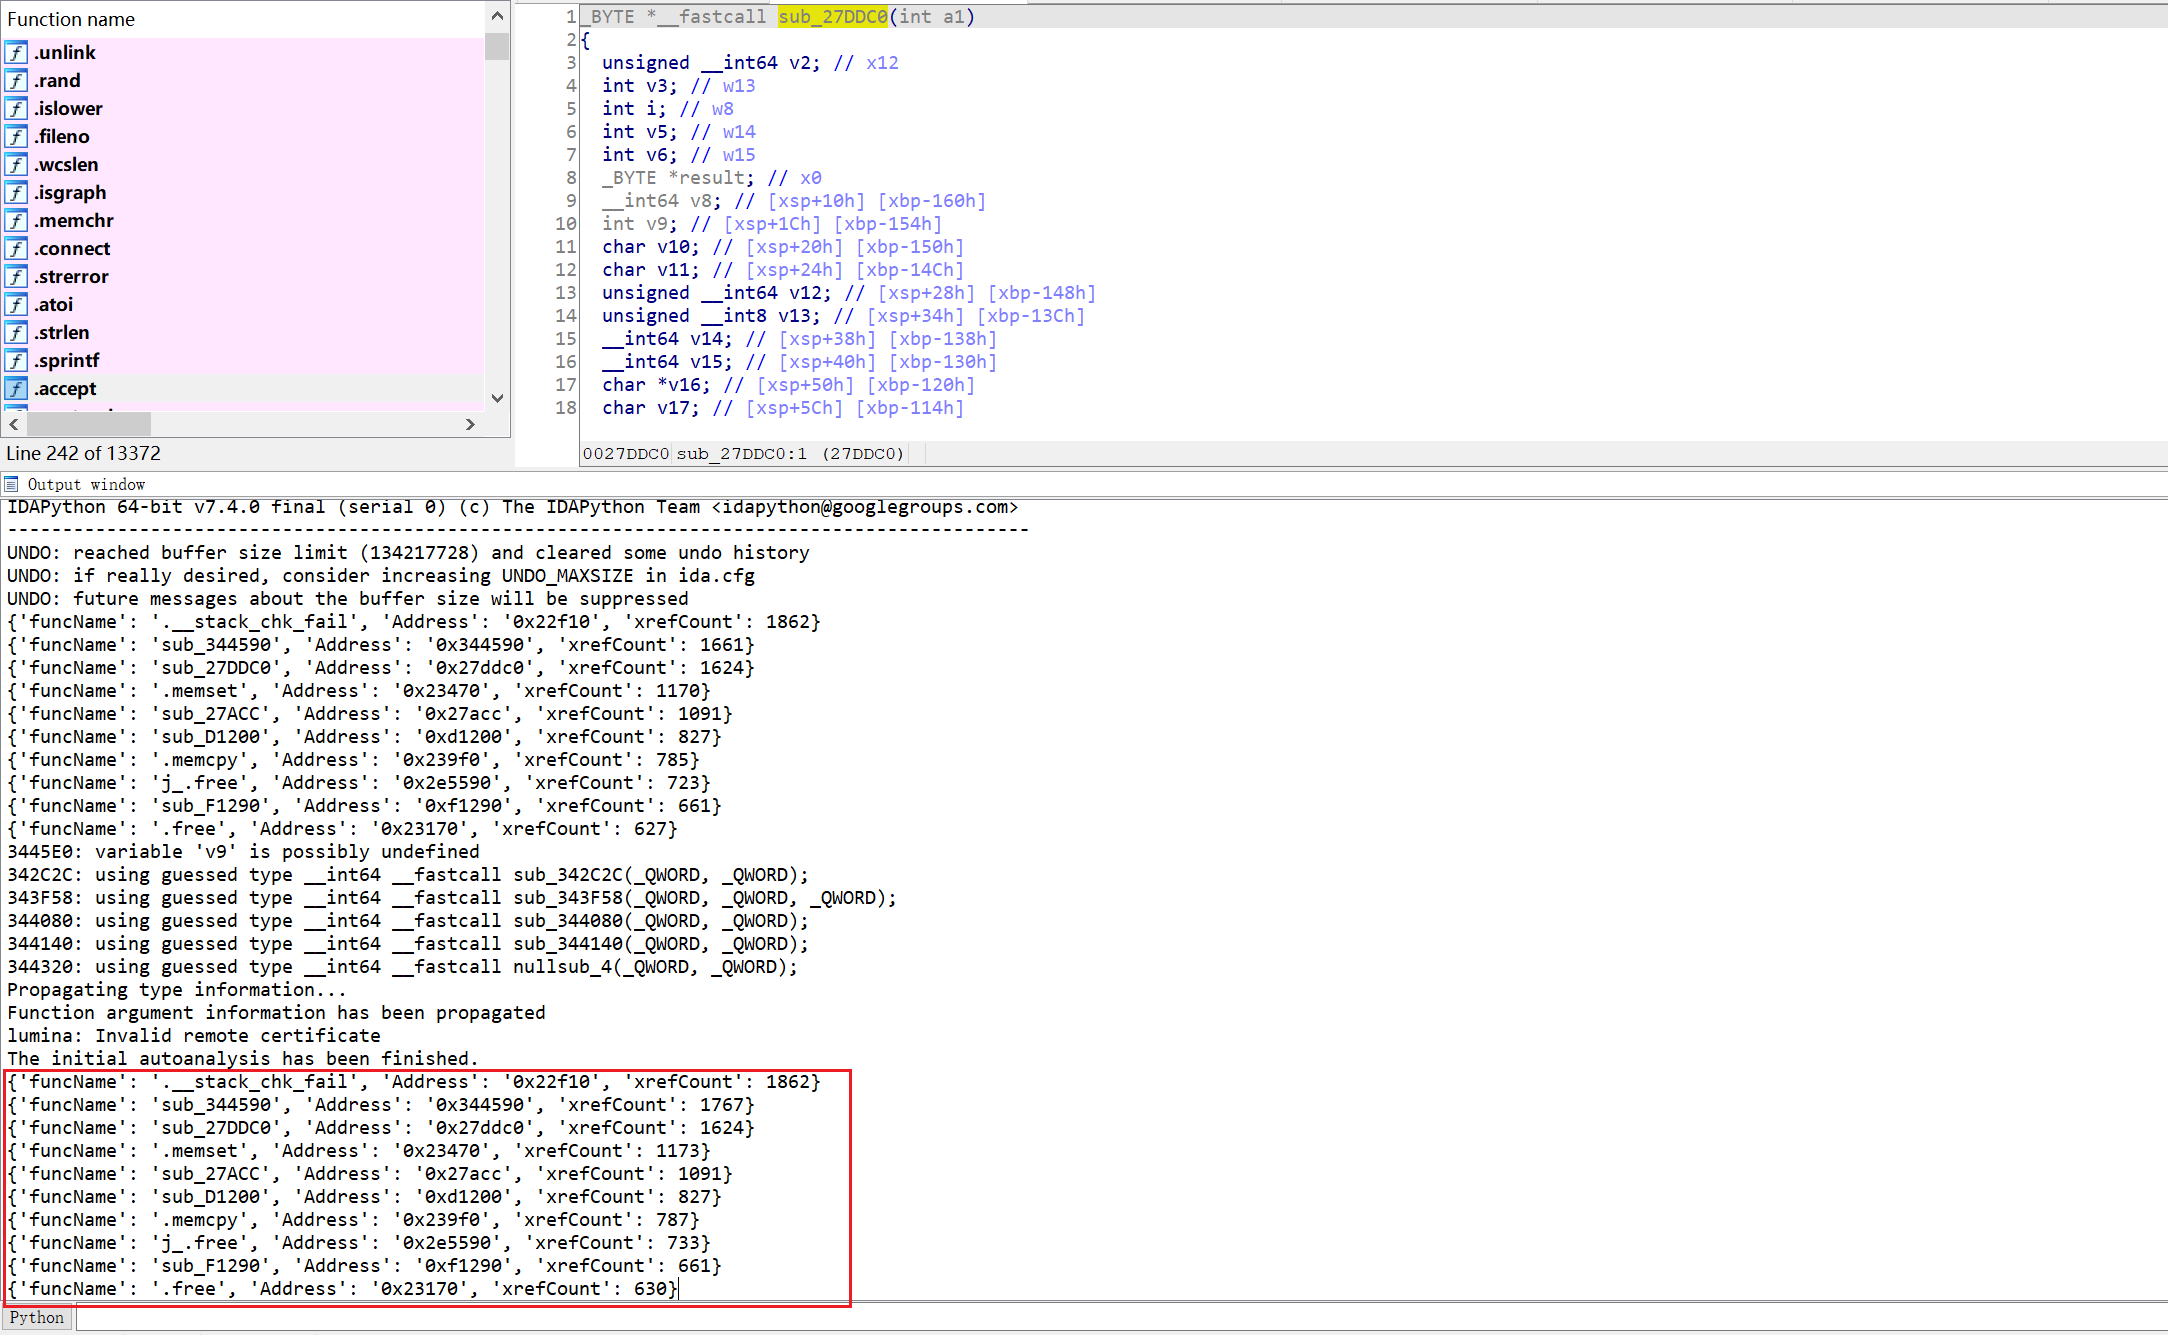 Function name
.unlink
.rand
.islower
.fileno
.wcslen
.isgraph
.memchr
.connect
.strerror
.atoi
.strlen
.sprintf
.accept
Line 242 of 13372
1 _BYTE *__fastcall sub_27DDC0(int a1)
2 {
3 unsigned __int64 v2; // x12
4 int v3; // w13
5 int i; // w8
6 int v5; // w14
7 int v6; // w15
8 _BYTE *result; // x0
9 __int64 v8; // [xsp+10h] [xbp-160h]
10 int v9; // [xsp+1Ch] [xbp-154h]
11 char v10; // [xsp+20h] [xbp-150h]
12 char v11; // [xsp+24h] [xbp-14Ch]
13 unsigned __int64 v12; // [xsp+28h] [xbp-148h]
14 unsigned __int8 v13; // [xsp+34h] [xbp-13Ch]
15 __int64 v14; // [xsp+38h] [xbp-138h]
16 __int64 v15; // [xsp+40h] [xbp-130h]
17 char *v16; // [xsp+50h] [xbp-120h]
18 char v17; // [xsp+5Ch] [xbp-114h]
0027DDC0 sub_27DDC0:1 (27DDC0)
Output window
IDAPython 64-bit v7.4.0 final (serial 0) (c) The IDAPython Team <idapython@googlegroups.com>
---------------------------------------------------------------------------------------------
UNDO: reached buffer size limit (134217728) and cleared some undo history
UNDO: if really desired, consider increasing UNDO_MAXSIZE in ida.cfg
UNDO: future messages about the buffer size will be suppressed
{'funcName': '.__stack_chk_fail', 'Address': '0x22f10', 'xrefCount': 1862}
{'funcName': 'sub_344590', 'Address': '0x344590', 'xrefCount': 1661}
{'funcName': 'sub_27DDC0', 'Address': '0x27ddc0', 'xrefCount': 1624}
{'funcName': '.memset', 'Address': '0x23470', 'xrefCount': 1170}
{'funcName': 'sub_27ACC', 'Address': '0x27acc', 'xrefCount': 1091}
{'funcName': 'sub_D1200', 'Address': '0xd1200', 'xrefCount': 827}
{'funcName': '.memcpy', 'Address': '0x239f0', 'xrefCount': 785}
{'funcName': 'j_.free', 'Address': '0x2e5590', 'xrefCount': 723}
{'funcName': 'sub_F1290', 'Address': '0xf1290', 'xrefCount': 661}
{'funcName': '.free', 'Address': '0x23170', 'xrefCount': 627}
3445E0: variable 'v9' is possibly undefined
342C2C: using guessed type __int64 __fastcall sub_342C2C(_QWORD, _QWORD);
343F58: using guessed type __int64 __fastcall sub_343F58(_QWORD, _QWORD, _QWORD);
344080: using guessed type __int64 __fastcall sub_344080(_QWORD, _QWORD);
344140: using guessed type __int64 __fastcall sub_344140(_QWORD, _QWORD);
344320: using guessed type __int64 __fastcall nullsub_4(_QWORD, _QWORD);
Propagating type information...
Function argument information has been propagated
lumina: Invalid remote certificate
The initial autoanalysis has been finished.
{'funcName': '.__stack_chk_fail', 'Address': '0x22f10', 'xrefCount': 1862}
{'funcName': 'sub_344590', 'Address': '0x344590', 'xrefCount': 1767}
{'funcName': 'sub_27DDC0', 'Address': '0x27ddc0', 'xrefCount': 1624}
{'funcName': '.memset', 'Address': '0x23470', 'xrefCount': 1173}
{'funcName': 'sub_27ACC', 'Address': '0x27acc', 'xrefCount': 1091}
{'funcName': 'sub_D1200', 'Address': '0xd1200', 'xrefCount': 827}
{'funcName': '.memcpy', 'Address': '0x239f0', 'xrefCount': 787}
{'funcName': 'j_.free', 'Address': '0x2e5590', 'xrefCount': 733}
{'funcName': 'sub_F1290', 'Address': '0xf1290', 'xrefCount': 661}
{'funcName': '.free', 'Address': '0x23170', 'xrefCount': 630}
Python